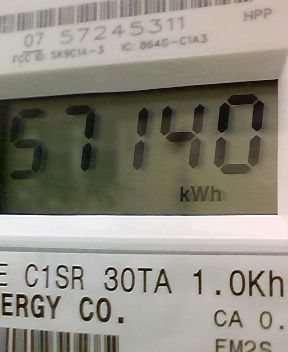 HPP
07 57245311
FCC ID: SK9C1A-3 IC: 864G-C1A3
57140
kWh
E C1SR 30TA 1.0Kh
ERGY CO.
CA 0.
FM2S